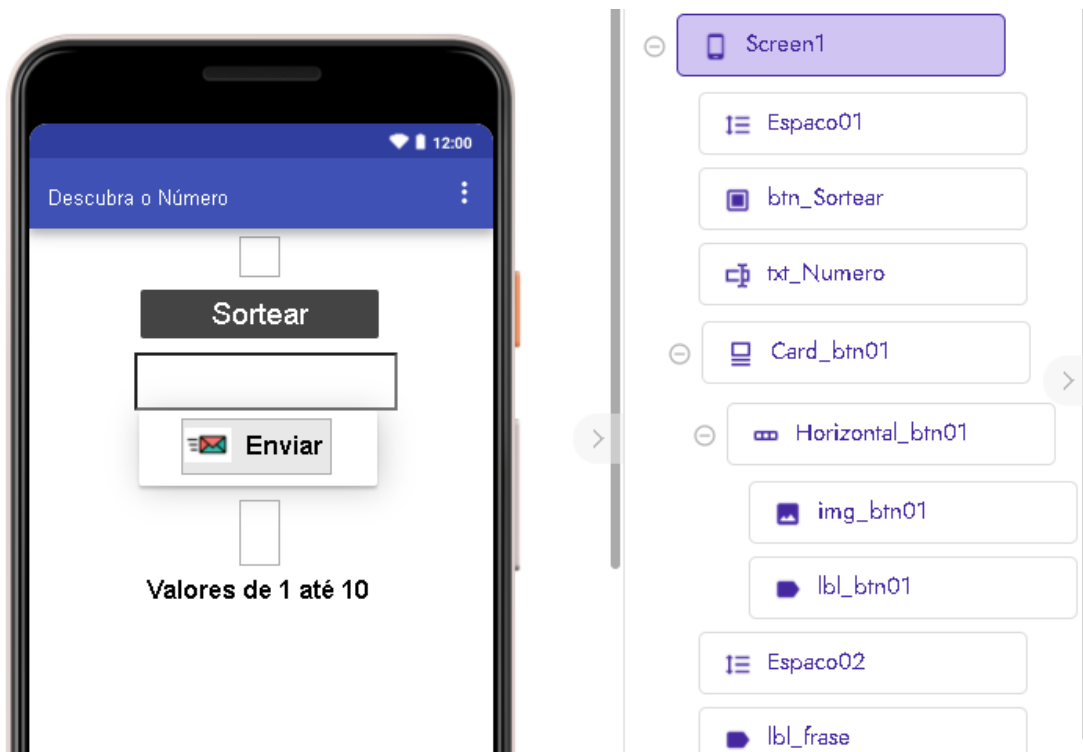 12:00
Descubra o Número
Sortear
Enviar
Valores de 1 até 10
Screen1
Espaco01
btn_Sortear
txt_Numero
Card_btn01
Horizontal_btn01
img_btn01
lbl_btn01
Espaco02
lbl_frase